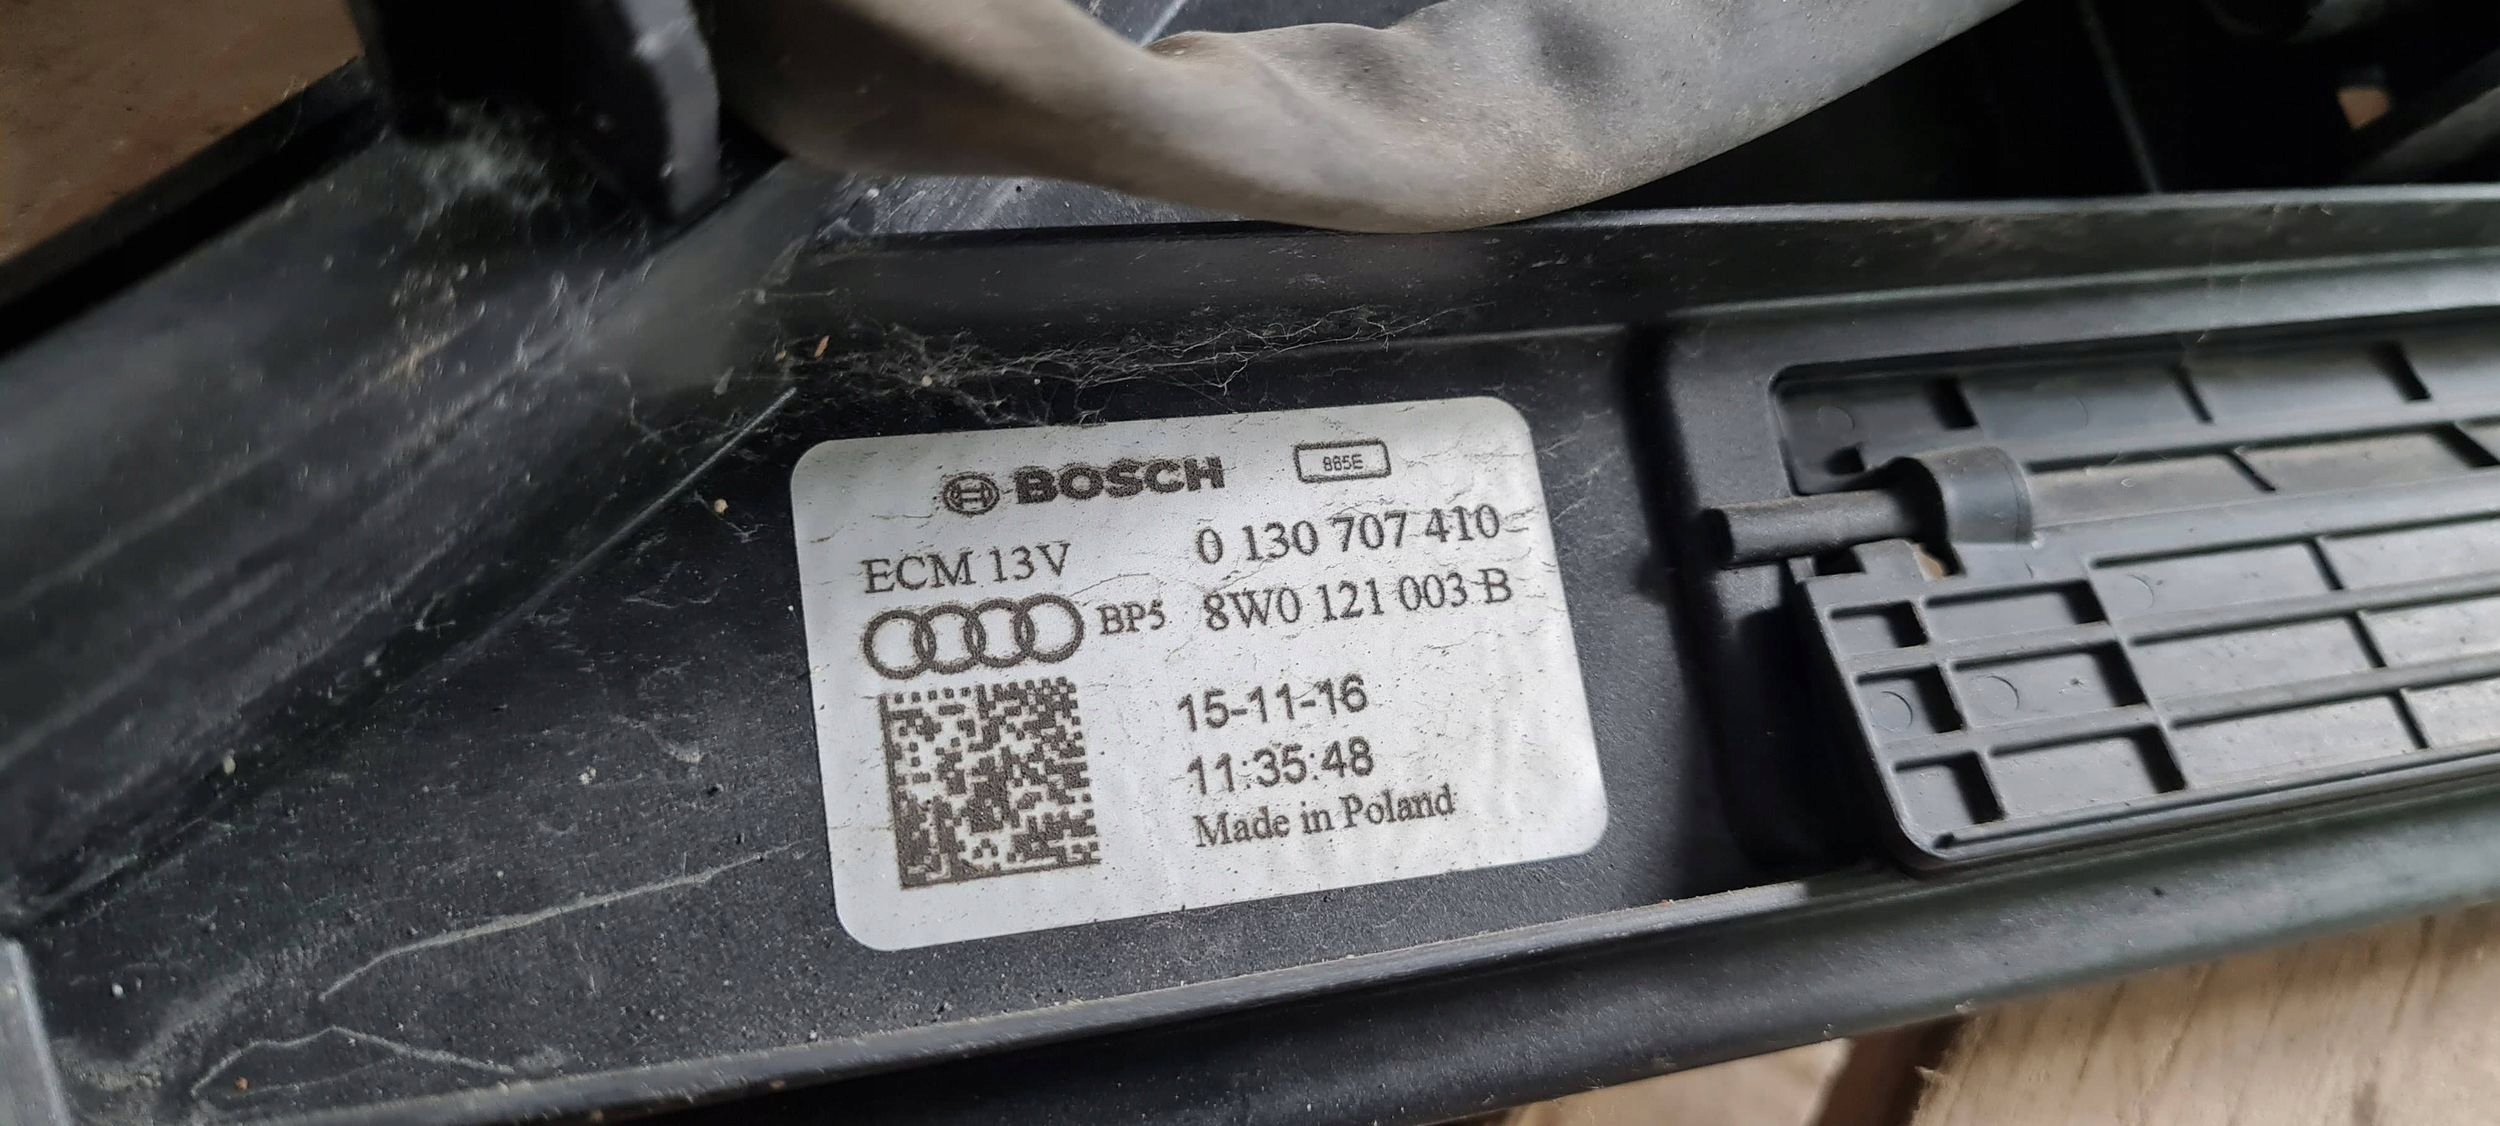 BOSCH 865E
ECM 13V 0 130 707 410
BP5 8W0 121 003 B
15-11-16
11:35:48
Made in Poland